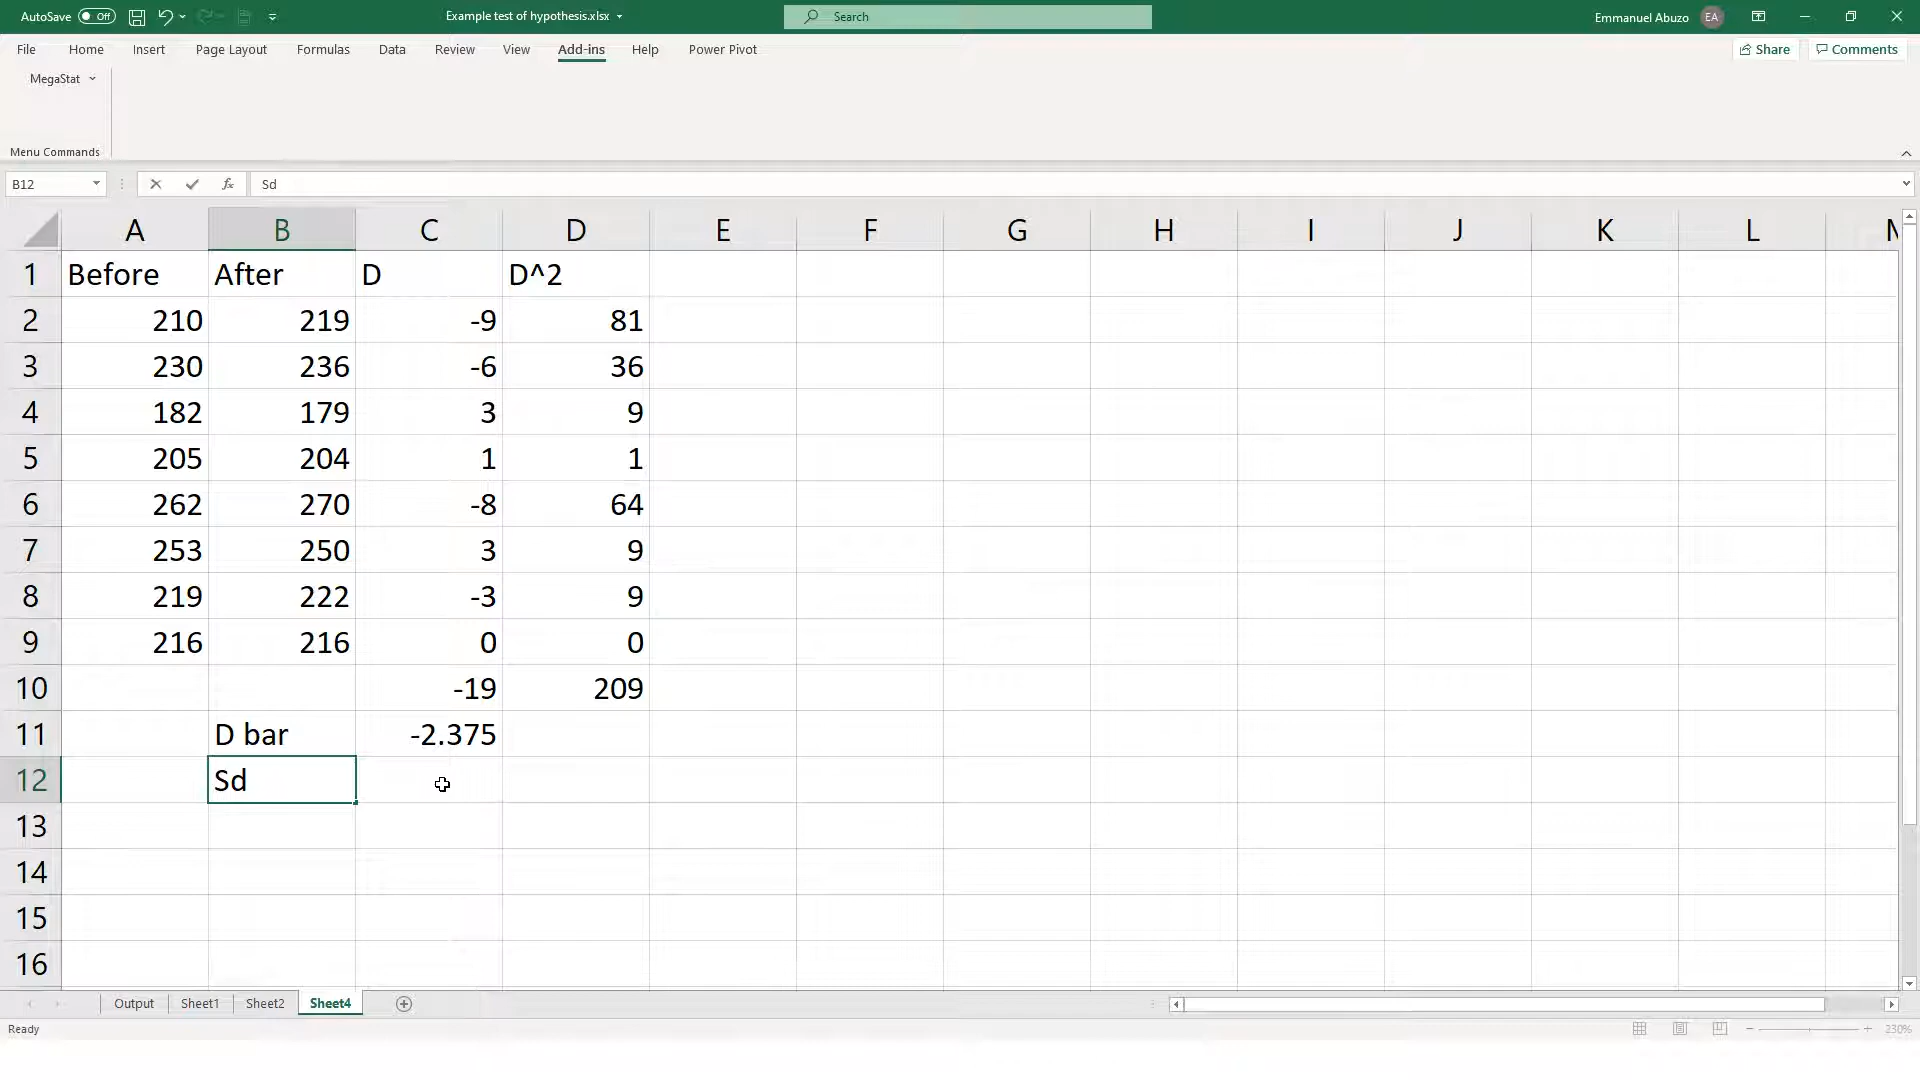 AutoSave Off Example test of hypothesis.xlsx Search Emmanuel Abuzo EA
File Home Insert Page Layout Formulas Data Review View Add-ins Help Power Pivot Share Comments
MegaStat
Menu Commands
B12 fx Sd
A B C D E F G H I J K L
1 Before After D D^2
2 210 219 -9 81
3 230 236 -6 36
4 182 179 3 9
5 205 204 1 1
6 262 270 -8 64
7 253 250 3 9
8 219 222 -3 9
9 216 216 0 0
10 -19 209
11 D bar -2.375
12 Sd
13
14
15
16
Output Sheet1 Sheet2 Sheet4
Ready 230%